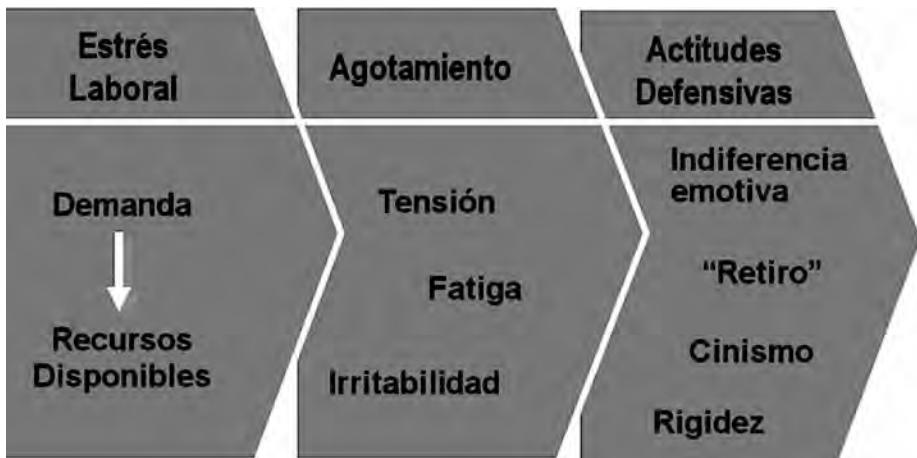 Estrés
Laboral
Agotamiento
Actitudes
Defensivas
Demanda
Recursos
Disponibles
Tensión
Fatiga
Irritabilidad
Indiferencia
emotiva
“Retiro”
Cinismo
Rigidez